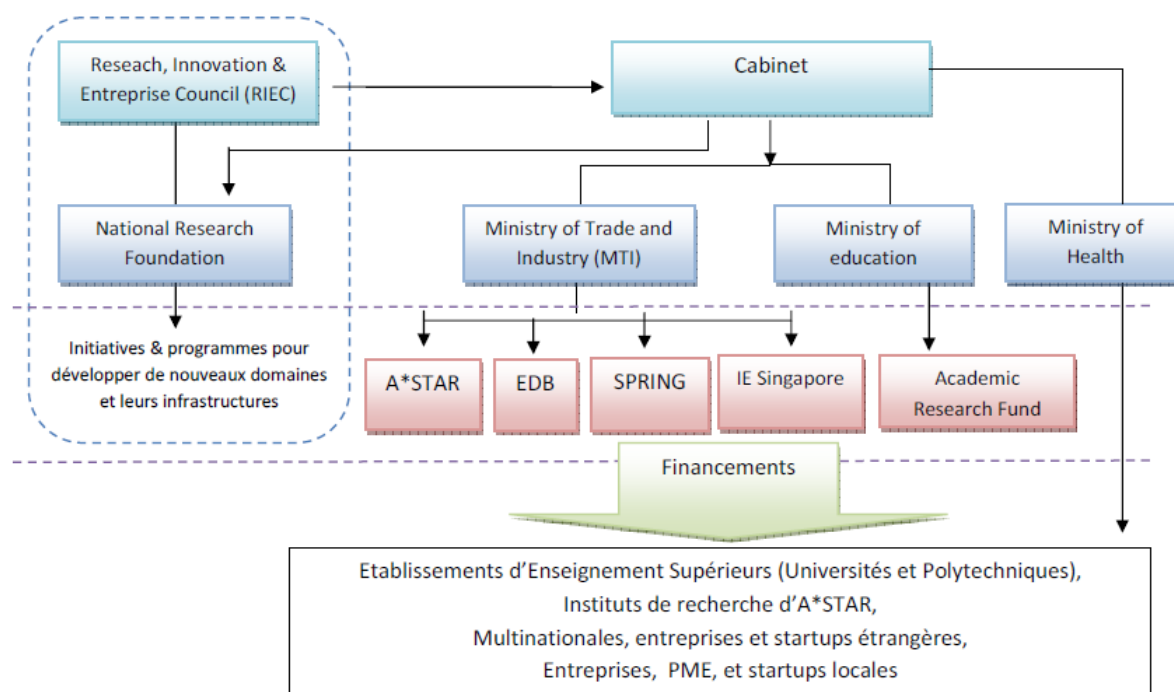 Reseach, Innovation &
Entreprise Council (RIEC)
Cabinet
National Research
Foundation
Ministry of Trade and
Industry (MTI)
Ministry of
education
Ministry of
Health
Initiatives & programmes pour
développer de nouveaux domaines
et leurs infrastructures
A*STAR
EDB
SPRING
IE Singapore
Academic
Research Fund
Financements
Etablissements d'Enseignement Supérieurs (Universités et Polytechniques),
Instituts de recherche d'A*STAR,
Multinationales, entreprises et startups étrangères,
Entreprises, PME, et startups locales